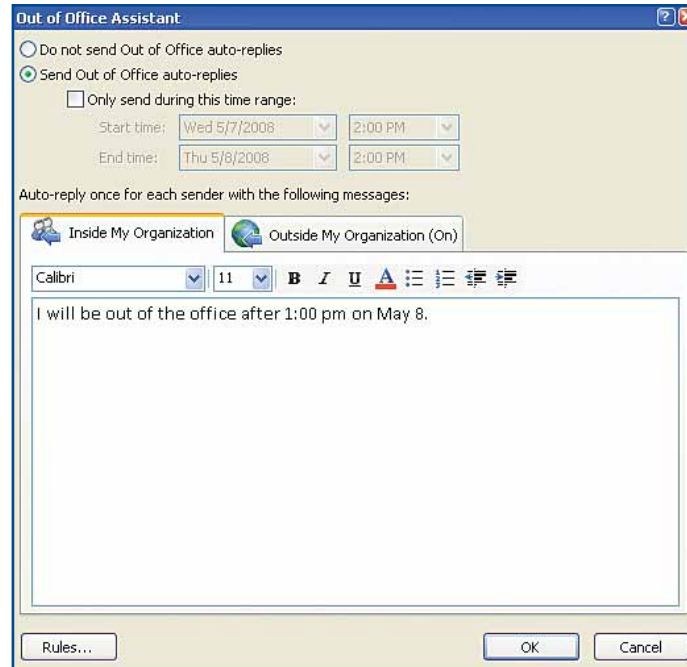 Out of Office Assistant
Do not send Out of Office auto-replies
Send Out of Office auto-replies
Only send during this time range:
Start time: Wed 5/7/2008 2:00 PM
End time: Thu 5/8/2008 2:00 PM
Auto-reply once for each sender with the following messages:
Inside My Organization Outside My Organization (On)
Calibri 11 B I U A
I will be out of the office after 1:00 pm on May 8.
Rules... OK Cancel